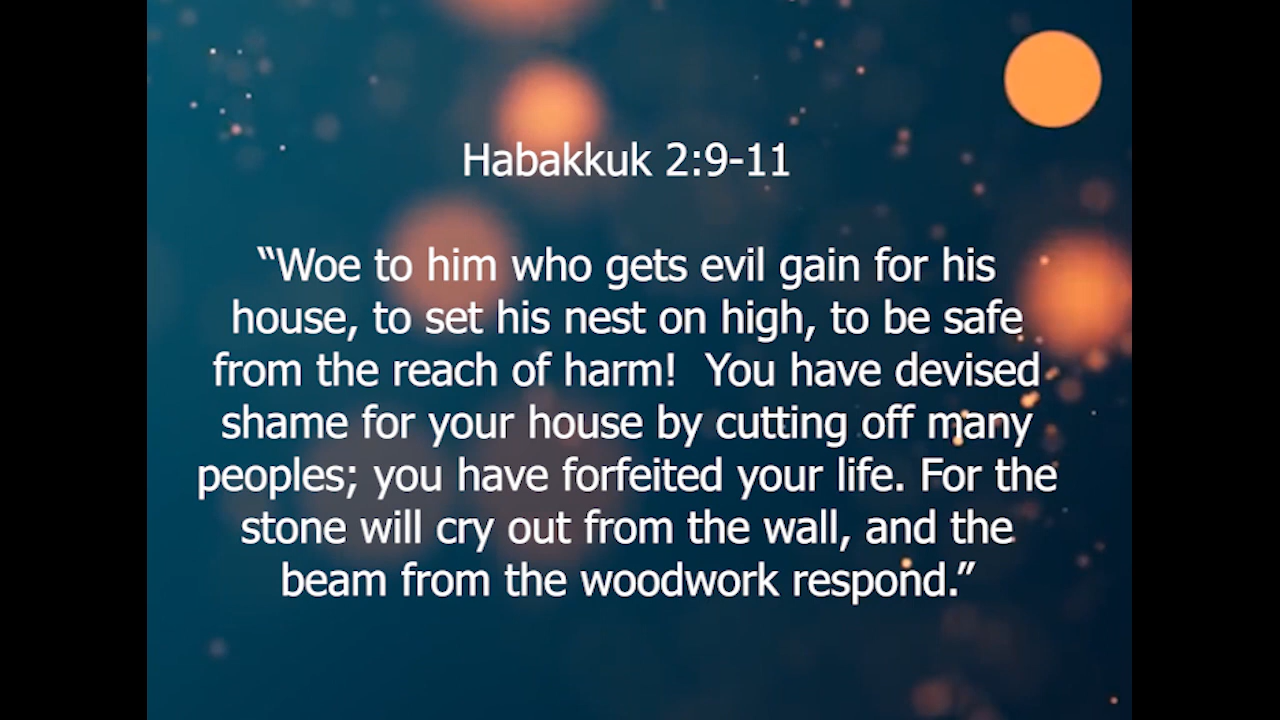 Habakkuk 2:9-11
“Woe to him who gets evil gain for his
house, to set his nest on high, to be safe
from the reach of harm!  You have devised
shame for your house by cutting off many
peoples; you have forfeited your life. For the
stone will cry out from the wall, and the
beam from the woodwork respond.”